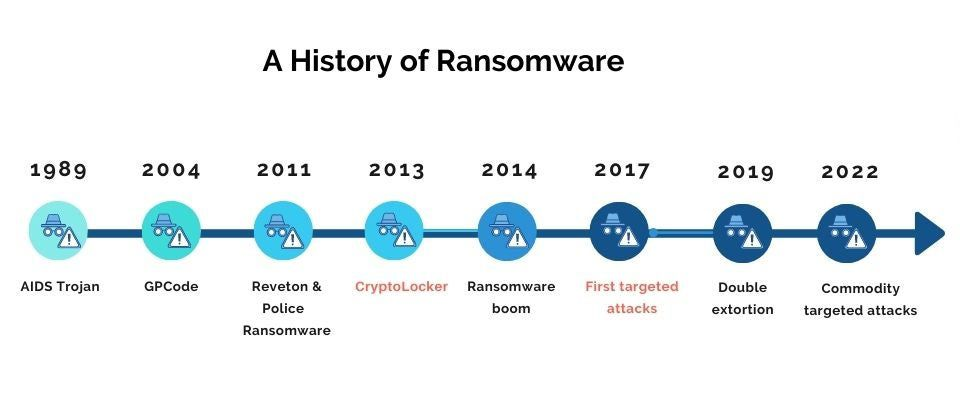 A History of Ransomware
1989
2004
2011
2013
2014
2017
2019
2022
AIDS Trojan
GPCode
Reveton &
Police
Ransomware
CryptoLocker
Ransomware
boom
First targeted
attacks
Double
extortion
Commodity
targeted attacks